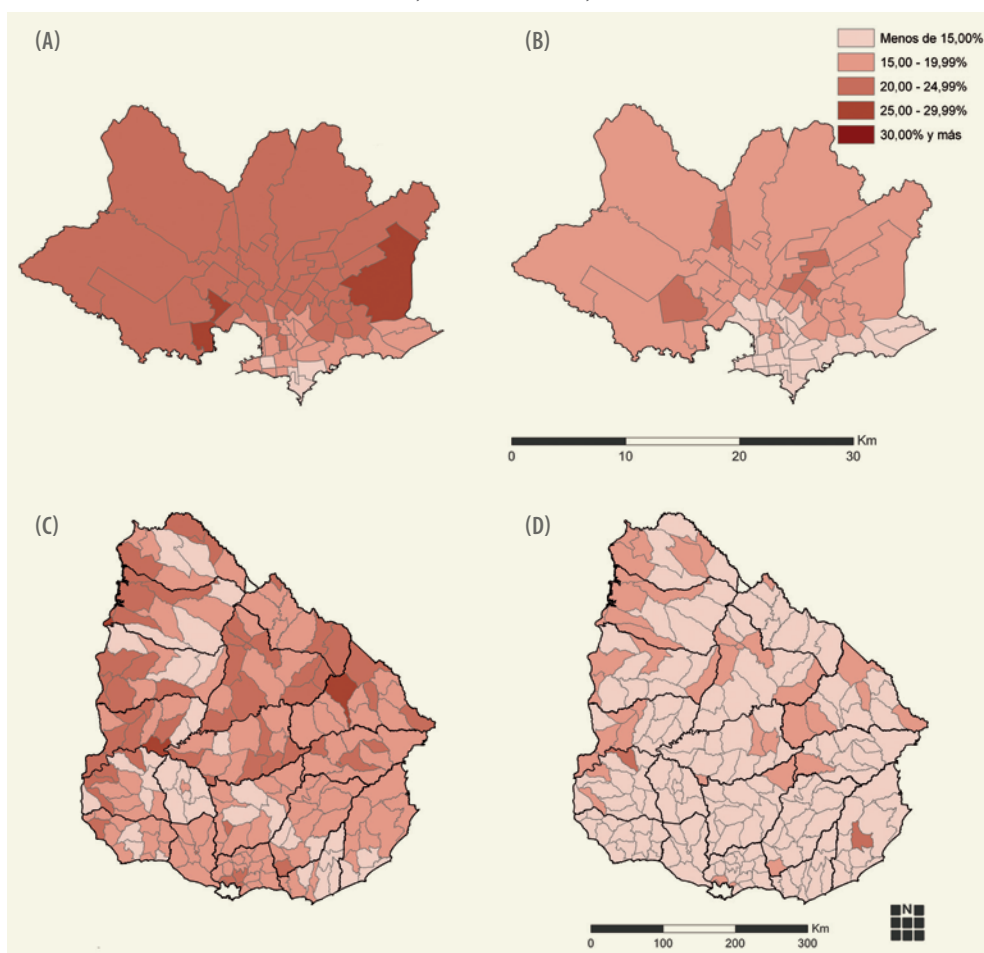 (A)
(B)
Menos de 15,00%
15,00 - 19,99%
20,00 - 24,99%
25,00 - 29,99%
30,00% y más
Km
0 10 20 30
(C)
(D)
N
Km
0 100 200 300